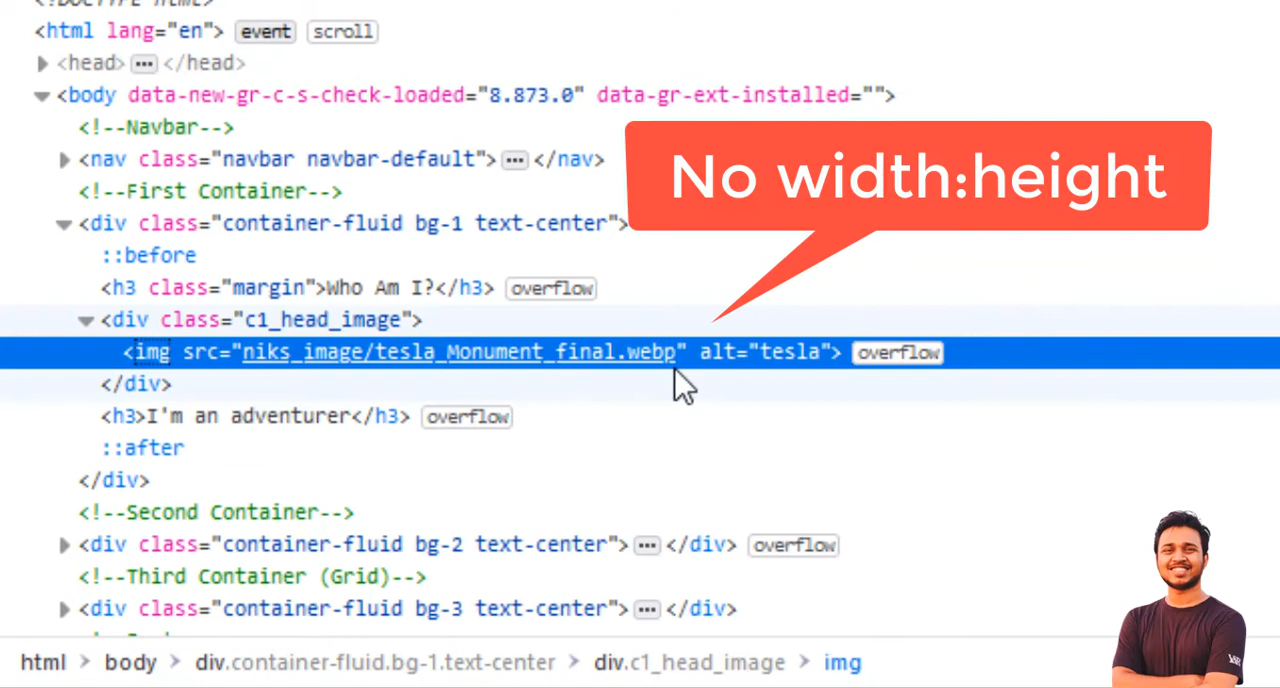 <!DOCTYPE html>
<html lang="en"> event scroll
<head> ••• </head>
<body data-new-gr-c-s-check-loaded="8.873.0" data-gr-ext-installed="">
<!--Navbar-->
<nav class="navbar navbar-default"> ••• </nav>
No width:height
<!--First Container-->
<div class="container-fluid bg-1 text-center">
::before
<h3 class="margin">Who Am I?</h3> overflow
<div class="c1_head_image">
<img src="niks_image/tesla_Monument_final.webp" alt="tesla"> overflow
</div>
<h3>I'm an adventurer</h3> overflow
::after
</div>
<!--Second Container-->
<div class="container-fluid bg-2 text-center"> ••• </div> overflow
<!--Third Container (Grid)-->
<div class="container-fluid bg-3 text-center"> ••• </div>
html > body > div.container-fluid.bg-1.text-center > div.c1_head_image > img